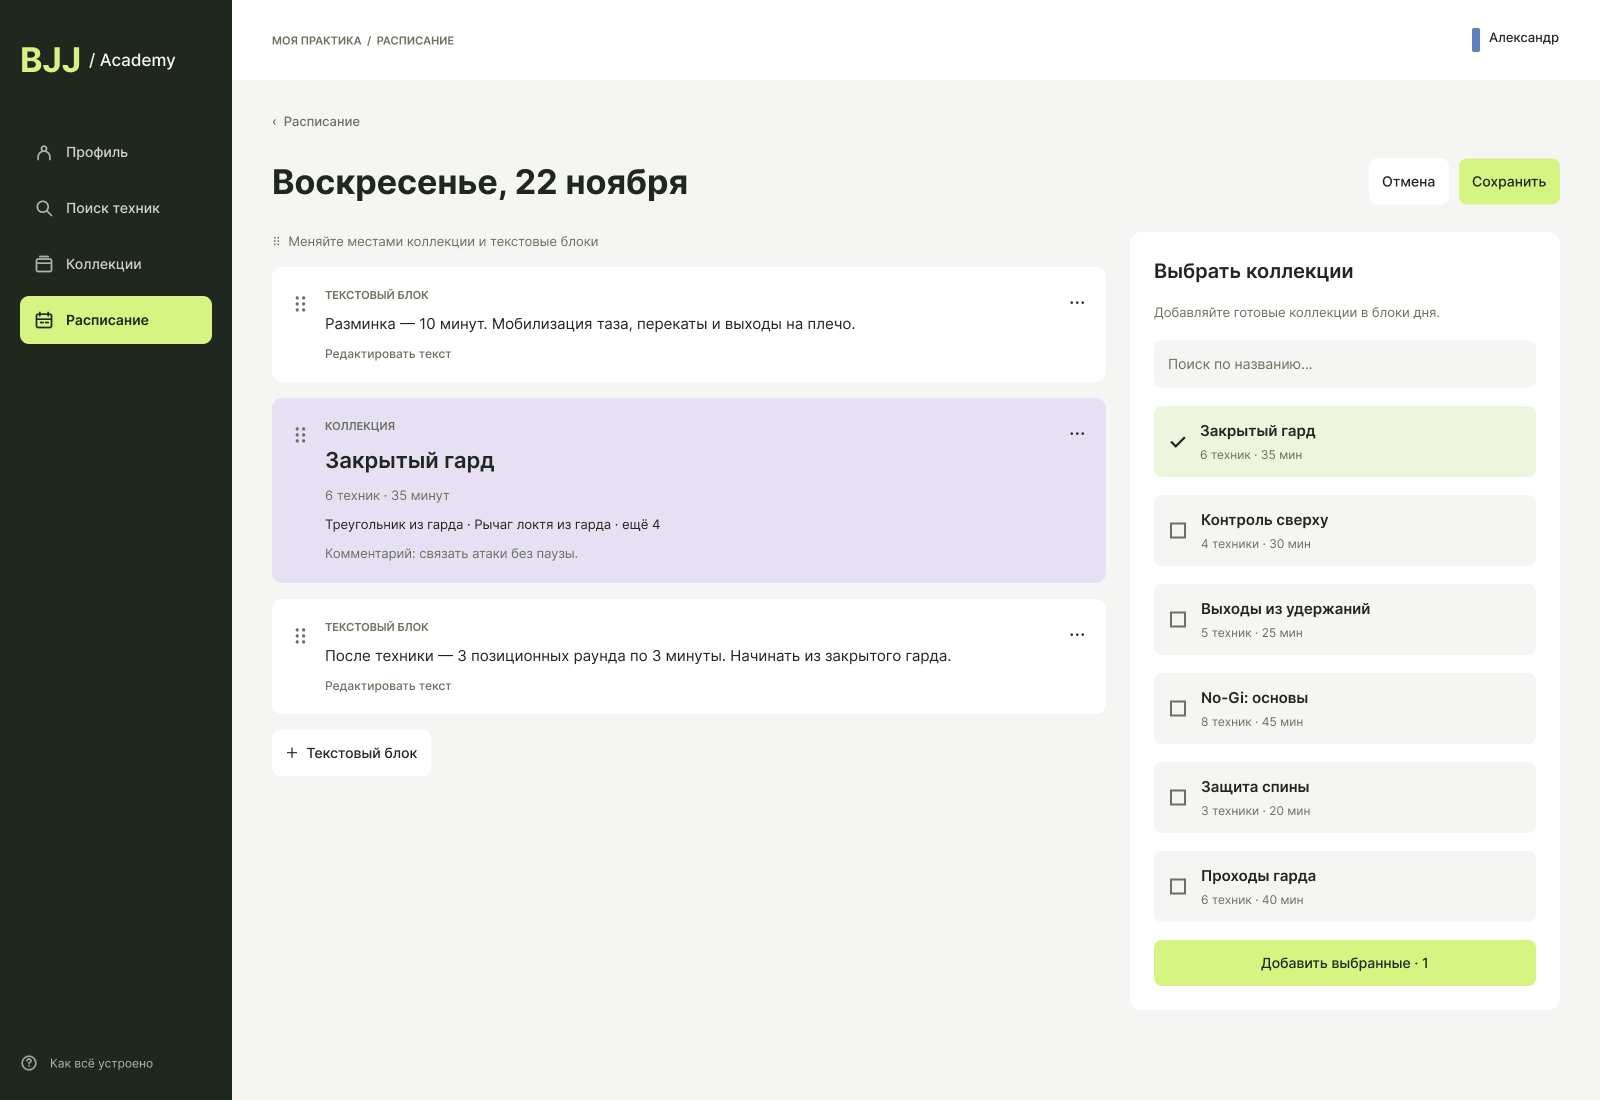 BJJ / Academy
Профиль
Поиск техник
Коллекции
Расписание
Как всё устроено
МОЯ ПРАКТИКА / РАСПИСАНИЕ
Александр
‹ Расписание
Воскресенье, 22 ноября
Отмена
Сохранить
Меняйте местами коллекции и текстовые блоки
ТЕКСТОВЫЙ БЛОК
Разминка — 10 минут. Мобилизация таза, перекаты и выходы на плечо.
Редактировать текст
КОЛЛЕКЦИЯ
Закрытый гард
6 техник · 35 минут
Треугольник из гарда · Рычаг локтя из гарда · ещё 4
Комментарий: связать атаки без паузы.
ТЕКСТОВЫЙ БЛОК
После техники — 3 позиционных раунда по 3 минуты. Начинать из закрытого гарда.
Редактировать текст
+ Текстовый блок
Выбрать коллекции
Добавляйте готовые коллекции в блоки дня.
Поиск по названию...
Закрытый гард
6 техник · 35 мин
Контроль сверху
4 техники · 30 мин
Выходы из удержаний
5 техник · 25 мин
No-Gi: основы
8 техник · 45 мин
Защита спины
3 техники · 20 мин
Проходы гарда
6 техник · 40 мин
Добавить выбранные · 1